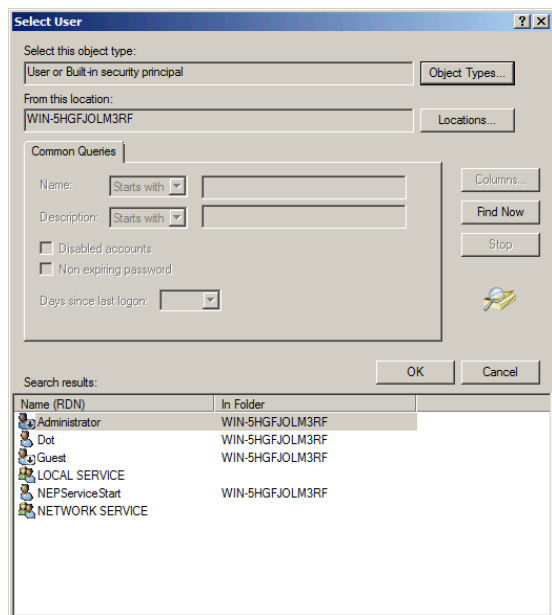 Select User
? X
Select this object type:
User or Built-in security principal
Object Types...
From this location:
WIN-5HGFJOLM3RF
Locations...
Common Queries
Name: Starts with
Columns...
Description: Starts with
Find Now
Disabled accounts
Stop
Non expiring password
Days since last logon:
OK Cancel
Search results:
Name (RDN) In Folder
Administrator WIN-5HGFJOLM3RF
Dot WIN-5HGFJOLM3RF
Guest WIN-5HGFJOLM3RF
LOCAL SERVICE
NEPServiceStart WIN-5HGFJOLM3RF
NETWORK SERVICE